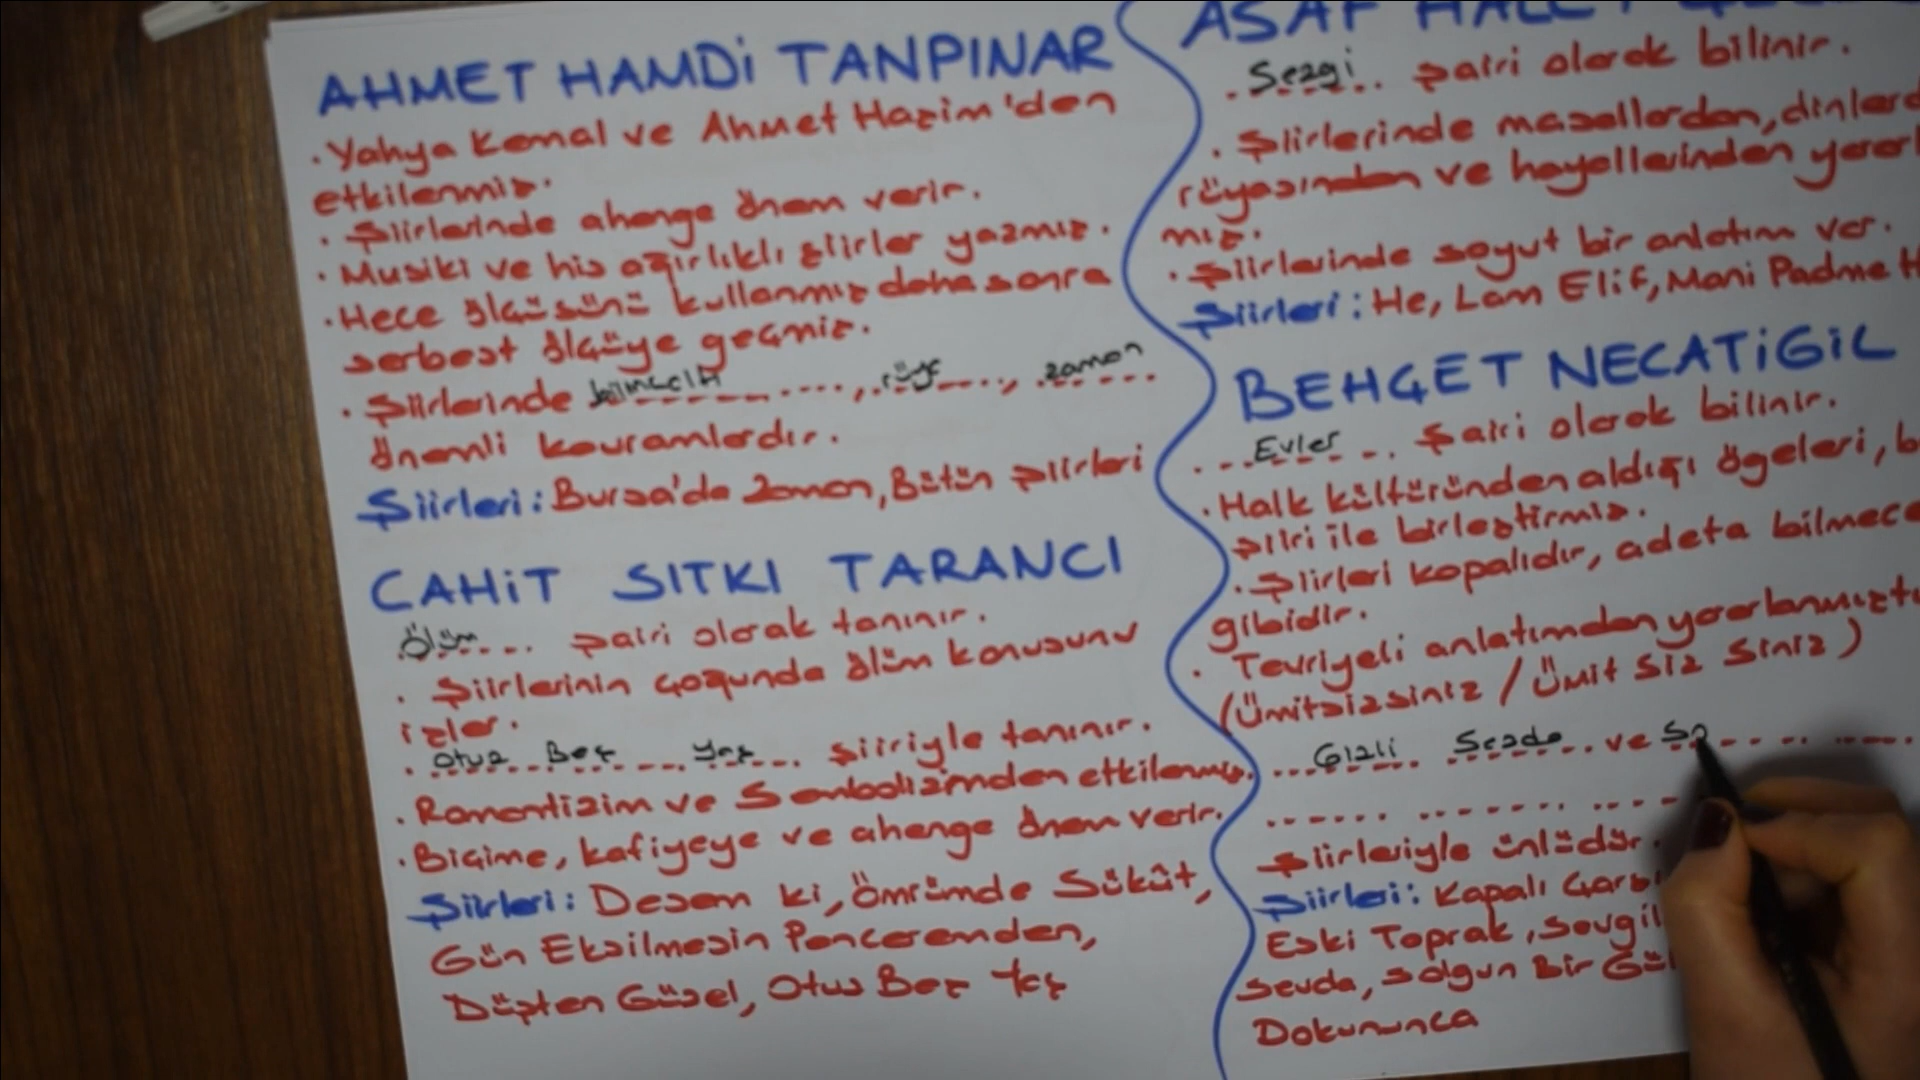 AHMET HAMDİ TANPINAR
• Yahya Kemal ve Ahmet Haşim'den
etkilenmiş.
• Şiirlerinde ahenge önem verir.
• Musiki ve his ağırlıklı şiirler yazmış.
• Hece ölçüsünü kullanmış daha sonra
serbest ölçüye geçmiş.
• Şiirlerinde bilinçaltı, rüya, zaman
önemli kavramlardır.
Şiirleri: Bursa'da Zaman, Bütün Şiirleri
CAHİT SITKI TARANCI
Ölüm şairi olarak tanınır.
• Şiirlerinin çoğunda ölüm konusunu
işler.
• Otuz Beş Yaş şiiriyle tanınır.
• Romantizim ve Sembolizimden etkilenmiş.
• Biçime, kafiyeye ve ahenge önem verir.
Şiirleri: Desem ki, Ömrümde Sükût,
Gün Eksilmesin Penceremden,
Düşten Güzel, Otuz Beş Yaş
ASAF HALET
Sezgi şairi olarak bilinir.
• Şiirlerinde masallardan, dinlerd
rüyasından ve hayallerinden yararl
mış.
• Şiirlerinde soyut bir anlatım var.
Şiirleri: He, Lam Elif, Mani Padme H
BEHÇET NECATİGİL
Evler şairi olarak bilinir.
• Halk kültüründen aldığı ögeleri, b
şiiri ile birleştirmiş.
• Şiirleri kapalıdır, adeta bilmece
gibidir.
• Tevriyeli anlatımdan yararlanmıştı
(Ümitsizsiniz / Ümit Siz Siniz)
Gizli Sevda ve So
şiirleriyle ünlüdür.
Şiirleri: Kapalı Çarşı
Eski Toprak, Sevgil
Sevda, Solgun Bir Gül
Dokununca